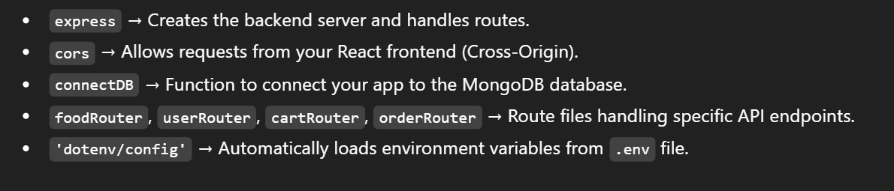 • express → Creates the backend server and handles routes.
• cors → Allows requests from your React frontend (Cross-Origin).
• connectDB → Function to connect your app to the MongoDB database.
• foodRouter, userRouter, cartRouter, orderRouter → Route files handling specific API endpoints.
• 'dotenv/config' → Automatically loads environment variables from .env file.